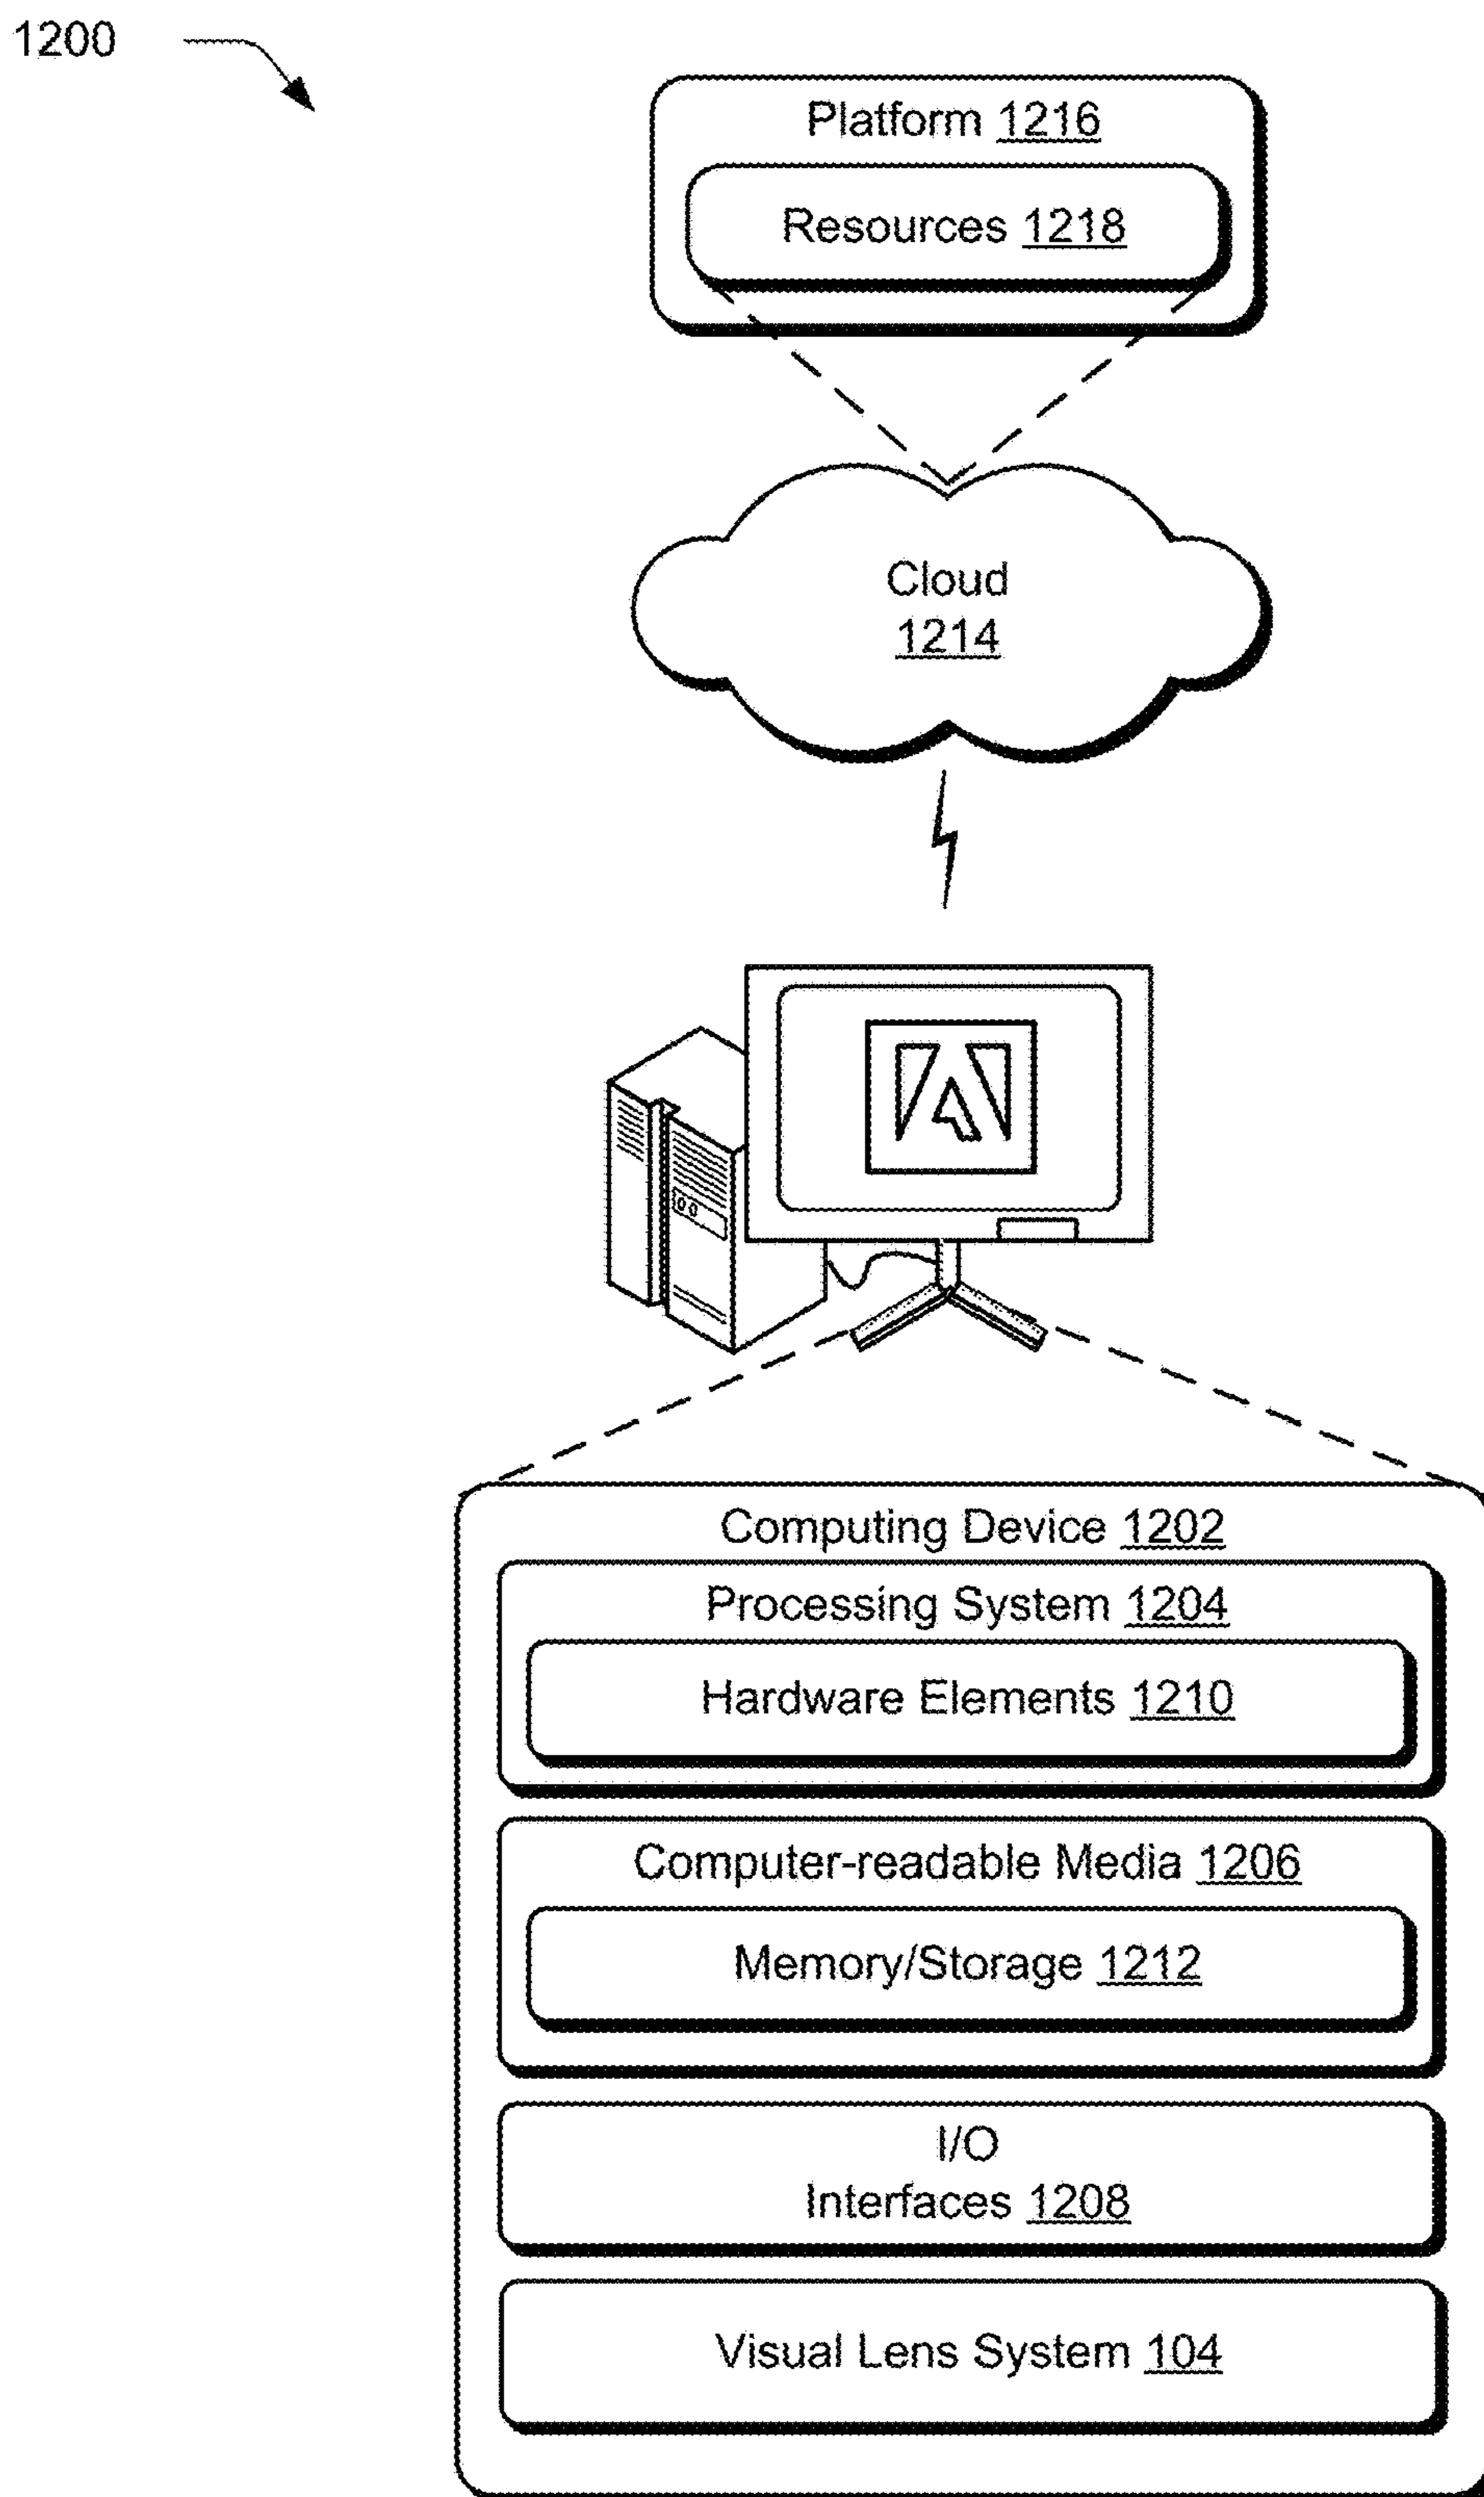 1200
Platform 1216
Resources 1218
Cloud
1214
Computing Device 1202
Processing System 1204
Hardware Elements 1210
Computer-readable Media 1206
Memory/Storage 1212
I/O
Interfaces 1208
Visual Lens System 104